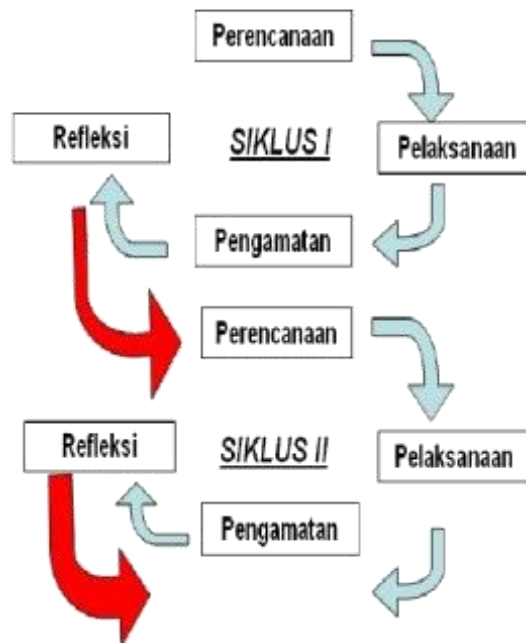 Perencanaan
Refleksi
SIKLUS I
Pelaksanaan
Pengamatan
Perencanaan
Refleksi
SIKLUS II
Pelaksanaan
Pengamatan